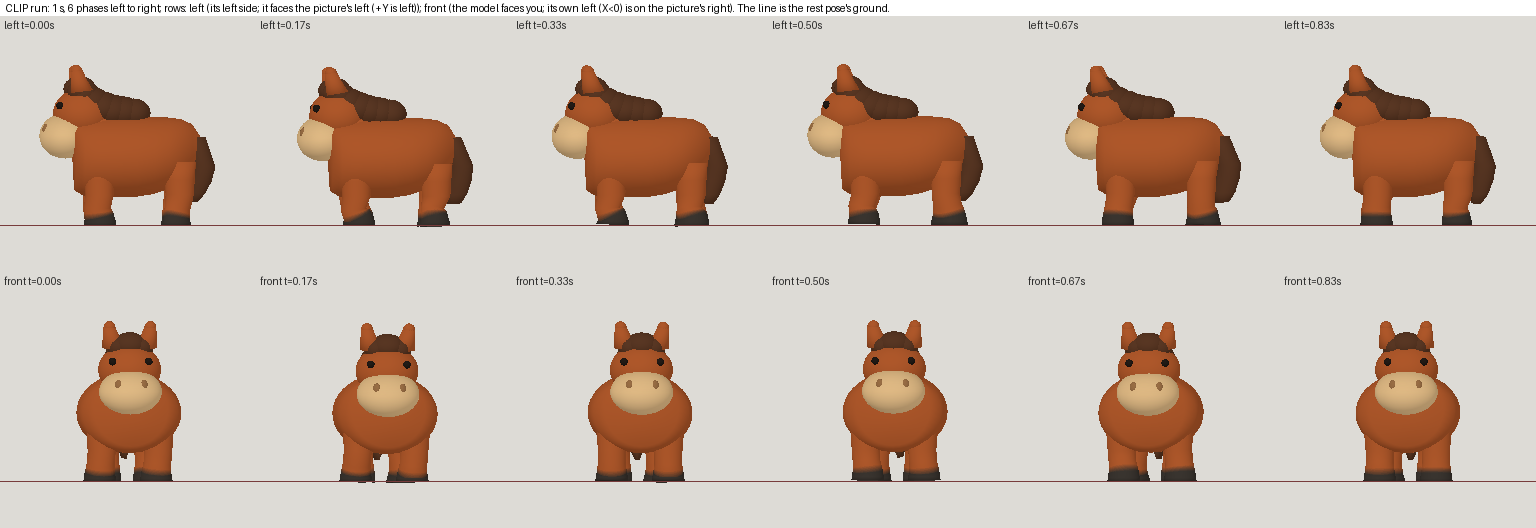 CLIP run: 1 s, 6 phases left to right; rows: left (its left side; it faces the picture's left (+Y is left)); front (the model faces you; its own left (X<0) is on the picture's right). The line is the rest pose's ground.
left t=0.00s left t=0.17s left t=0.33s left t=0.50s left t=0.67s left t=0.83s
front t=0.00s front t=0.17s front t=0.33s front t=0.50s front t=0.67s front t=0.83s